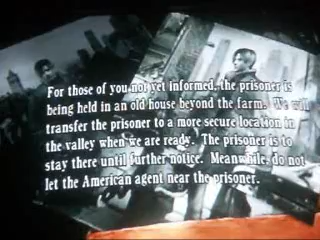 For those of you not yet informed, the prisoner is
being held in an old house beyond the farm. We will
transfer the prisoner to a more secure location in
the valley when we are ready. The prisoner is to
stay there until further notice. Meanwhile, do not
let the American agent near the prisoner.